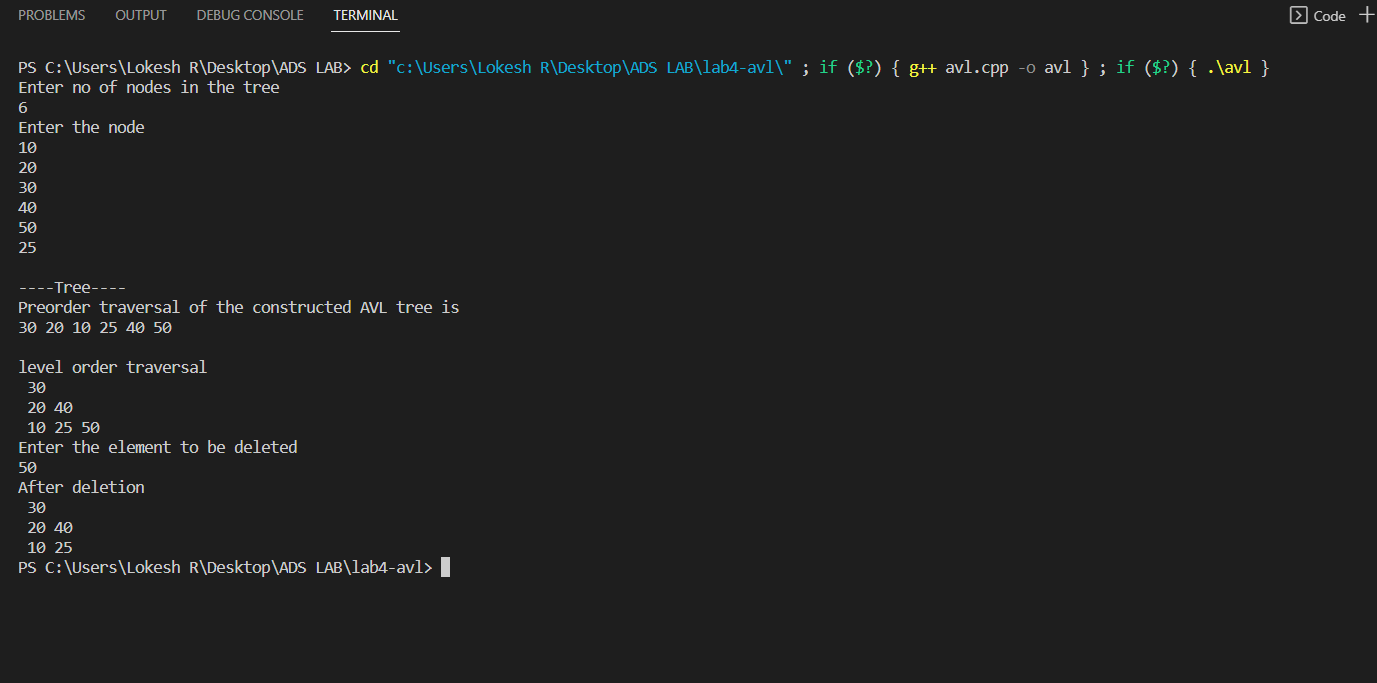 PROBLEMS OUTPUT DEBUG CONSOLE TERMINAL Code
PS C:\Users\Lokesh R\Desktop\ADS LAB> cd "c:\Users\Lokesh R\Desktop\ADS LAB\lab4-avl\" ; if ($?) { g++ avl.cpp -o avl } ; if ($?) { .\avl }
Enter no of nodes in the tree
6
Enter the node
10
20
30
40
50
25
----Tree----
Preorder traversal of the constructed AVL tree is
30 20 10 25 40 50
level order traversal
30
20 40
10 25 50
Enter the element to be deleted
50
After deletion
30
20 40
10 25
PS C:\Users\Lokesh R\Desktop\ADS LAB\lab4-avl>